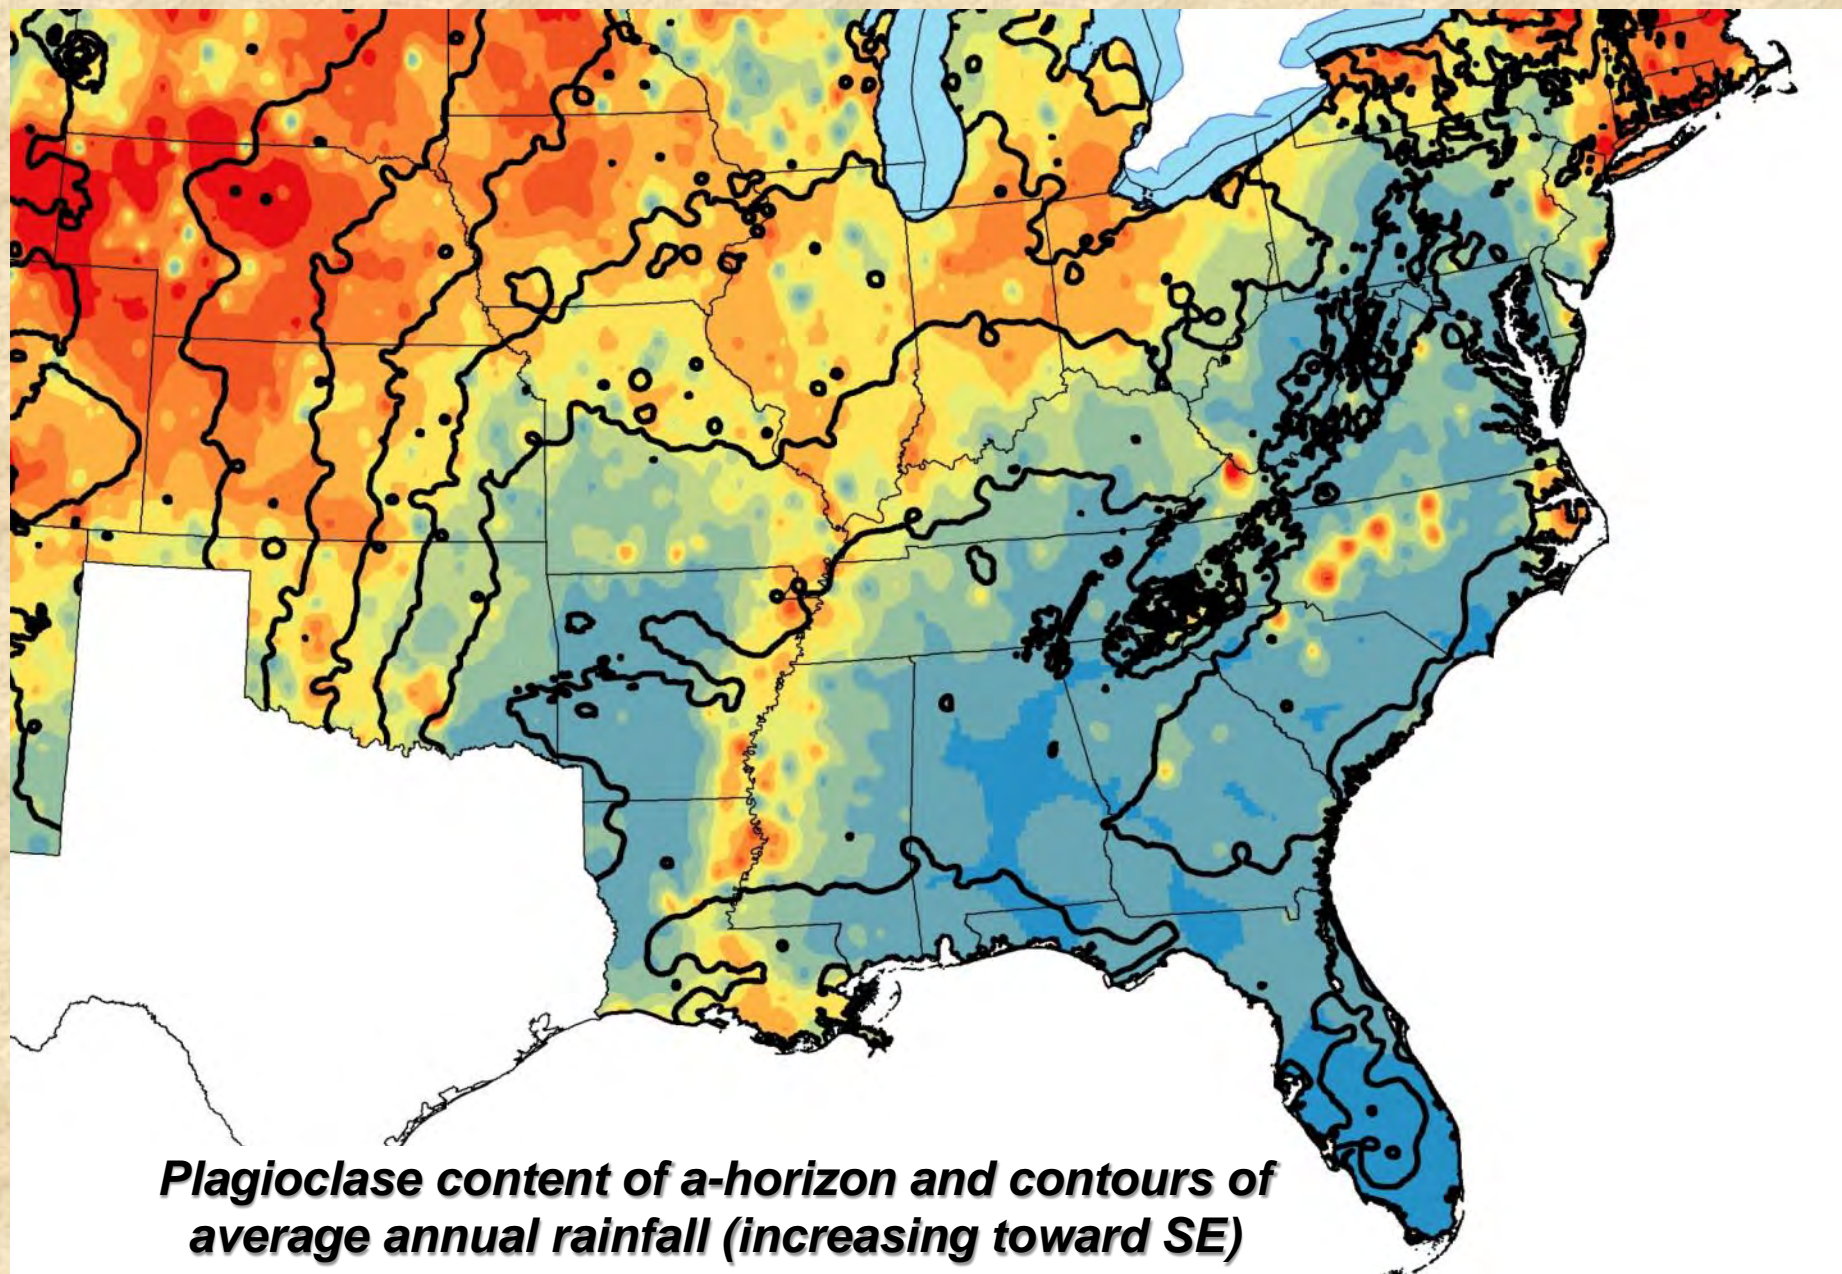 Plagioclase content of a-horizon and contours of
average annual rainfall (increasing toward SE)